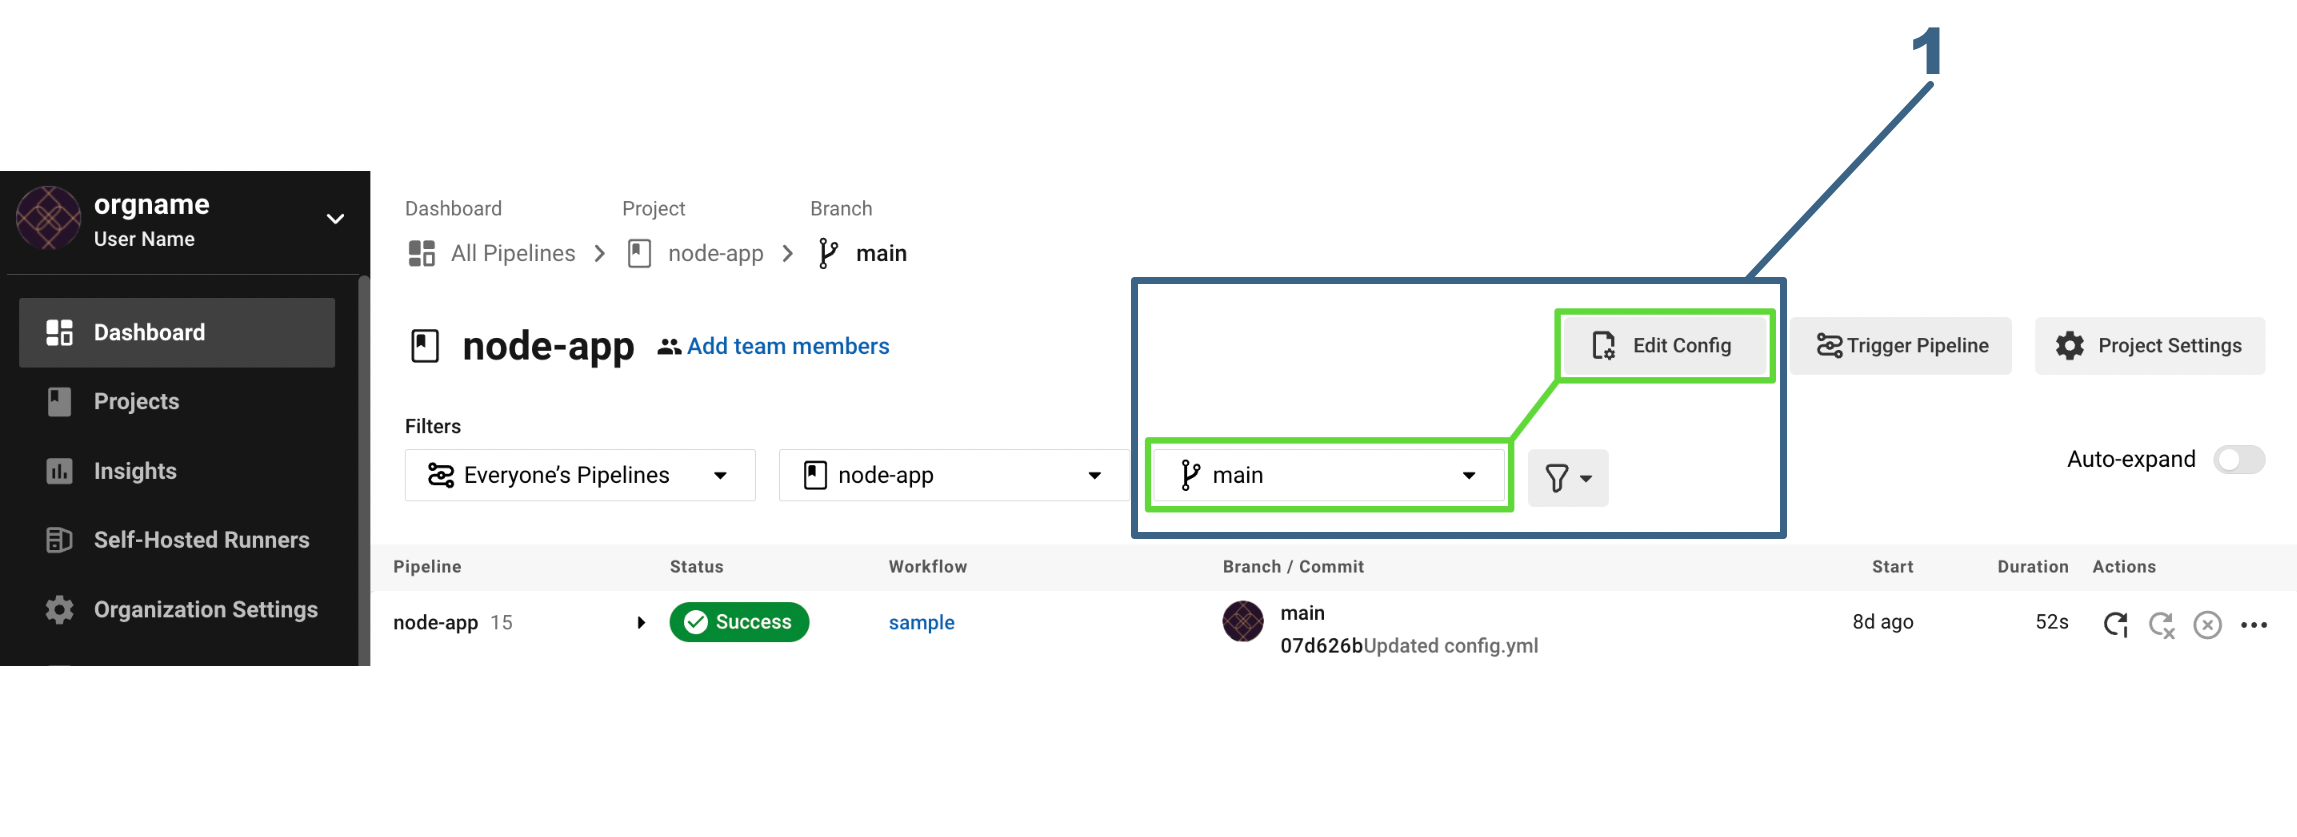 1
orgname
User Name
Dashboard
Projects
Insights
Self-Hosted Runners
Organization Settings
Dashboard Project Branch
All Pipelines node-app main
node-app Add team members Edit Config Trigger Pipeline Project Settings
Filters
Everyone’s Pipelines node-app main Auto-expand
Pipeline Status Workflow Branch / Commit Start Duration Actions
node-app 15 Success sample main 8d ago 52s
07d626bUpdated config.yml